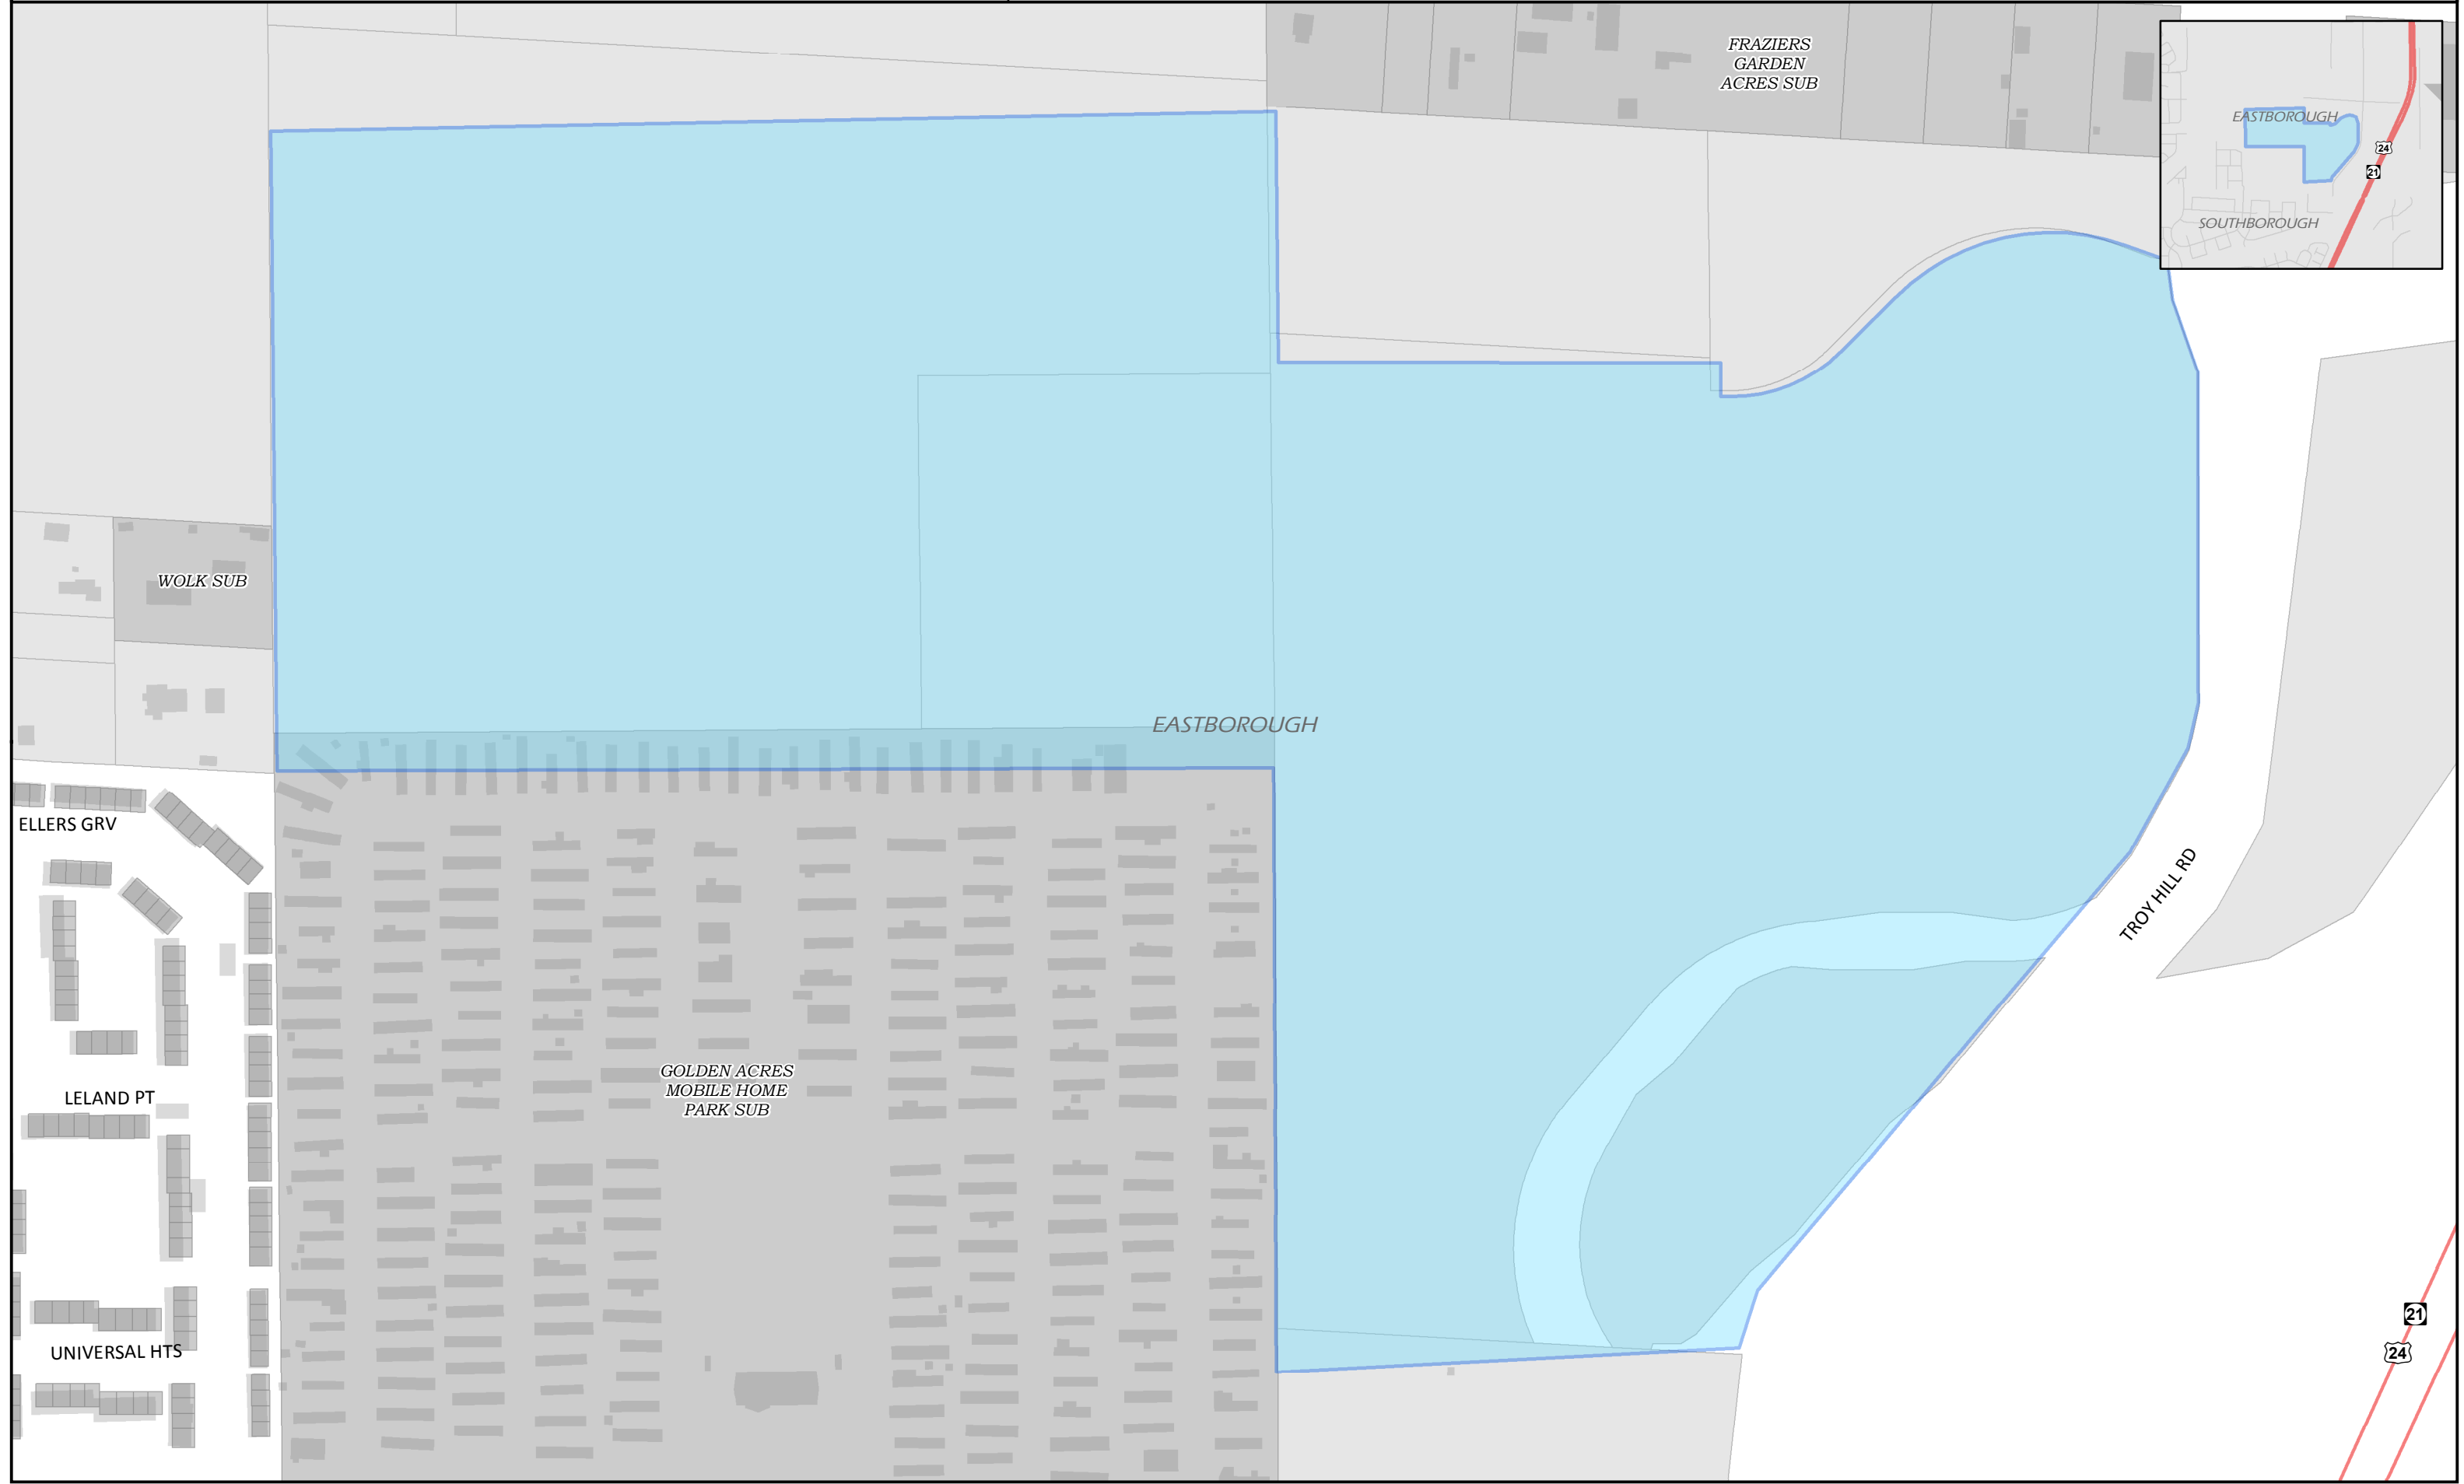 FRAZIERS
GARDEN
ACRES SUB
EASTBOROUGH
24
21
SOUTHBOROUGH
WOLK SUB
EASTBOROUGH
ELLERS GRV
TROY HILL RD
GOLDEN ACRES
MOBILE HOME
PARK SUB
LELAND PT
21
24
UNIVERSAL HTS